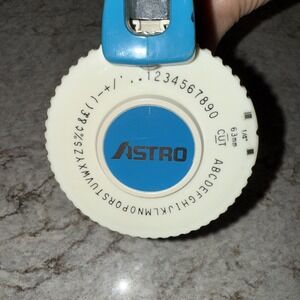 ABCDEFGHIJKLMNOPQRSTUVWXYZ$%¢&£()-+/'..1234567890
1/4"
6.3mm
CUT
ASTRO